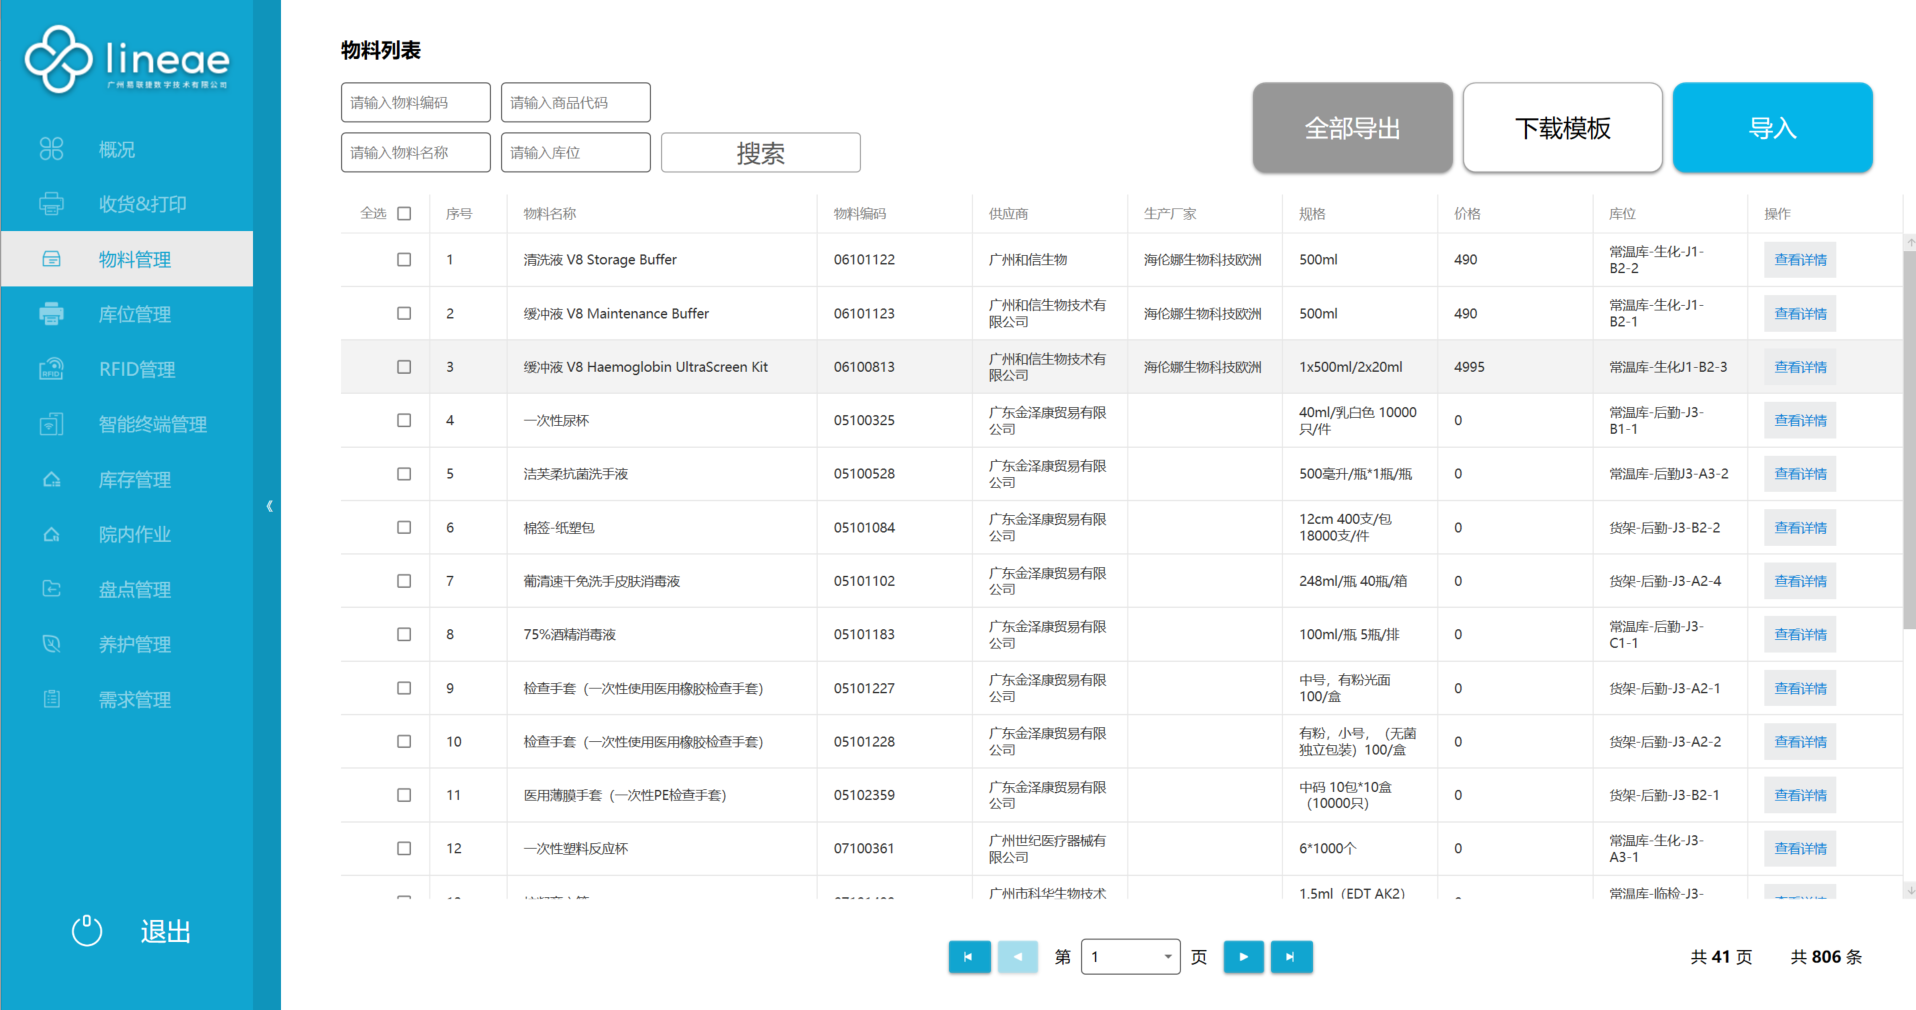 lineae
广州易联捷数字技术有限公司
概况
收货&打印
物料管理
库位管理
RFID管理
智能终端管理
库存管理
院内作业
盘点管理
养护管理
需求管理
退出
物料列表
请输入物料编码 请输入商品代码
请输入物料名称 请输入库位 搜索
全部导出 下载模板 导入
全选 序号 物料名称 物料编码 供应商 生产厂家 规格 价格 库位 操作
1 清洗液 V8 Storage Buffer 06101122 广州和信生物 海伦娜生物科技欧洲 500ml 490 常温库-生化-J1-
B2-2 查看详情
2 缓冲液 V8 Maintenance Buffer 06101123 广州和信生物技术有
限公司 海伦娜生物科技欧洲 500ml 490 常温库-生化-J1-
B2-1 查看详情
3 缓冲液 V8 Haemoglobin UltraScreen Kit 06100813 广州和信生物技术有
限公司 海伦娜生物科技欧洲 1x500ml/2x20ml 4995 常温库-生化J1-B2-3 查看详情
4 一次性尿杯 05100325 广东金泽康贸易有限
公司 40ml/乳白色 10000
只/件 0 常温库-后勤-J3-
B1-1 查看详情
5 洁芙柔抗菌洗手液 05100528 广东金泽康贸易有限
公司 500毫升/瓶*1瓶/瓶 0 常温库-后勤J3-A3-2 查看详情
6 棉签-纸塑包 05101084 广东金泽康贸易有限
公司 12cm 400支/包
18000支/件 0 货架-后勤-J3-B2-2 查看详情
7 葡清速干免洗手皮肤消毒液 05101102 广东金泽康贸易有限
公司 248ml/瓶 40瓶/箱 0 货架-后勤-J3-A2-4 查看详情
8 75%酒精消毒液 05101183 广东金泽康贸易有限
公司 100ml/瓶 5瓶/排 0 常温库-后勤-J3-
C1-1 查看详情
9 检查手套（一次性使用医用橡胶检查手套） 05101227 广东金泽康贸易有限
公司 中号，有粉光面
100/盒 0 货架-后勤-J3-A2-1 查看详情
10 检查手套（一次性使用医用橡胶检查手套） 05101228 广东金泽康贸易有限
公司 有粉，小号，（无菌
独立包装）100/盒 0 货架-后勤-J3-A2-2 查看详情
11 医用薄膜手套（一次性PE检查手套） 05102359 广东金泽康贸易有限
公司 中码 10包*10盒
（10000只） 0 货架-后勤-J3-B2-1 查看详情
12 一次性塑料反应杯 07100361 广州世纪医疗器械有
限公司 6*1000个 0 常温库-生化-J3-
A3-1 查看详情
广州市科华生物技术 1.5ml（EDT AK2） 常温库-临检-J3-
第 1 页
共 41 页 共 806 条